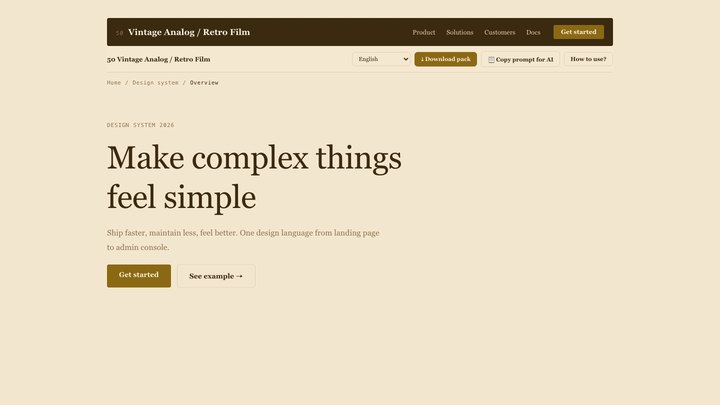 50 Vintage Analog / Retro Film
Product Solutions Customers Docs Get started
50 Vintage Analog / Retro Film
English ↓ Download pack 📋 Copy prompt for AI How to use?
Home / Design system / Overview
DESIGN SYSTEM 2026
Make complex things
feel simple
Ship faster, maintain less, feel better. One design language from landing page
to admin console.
Get started See example →